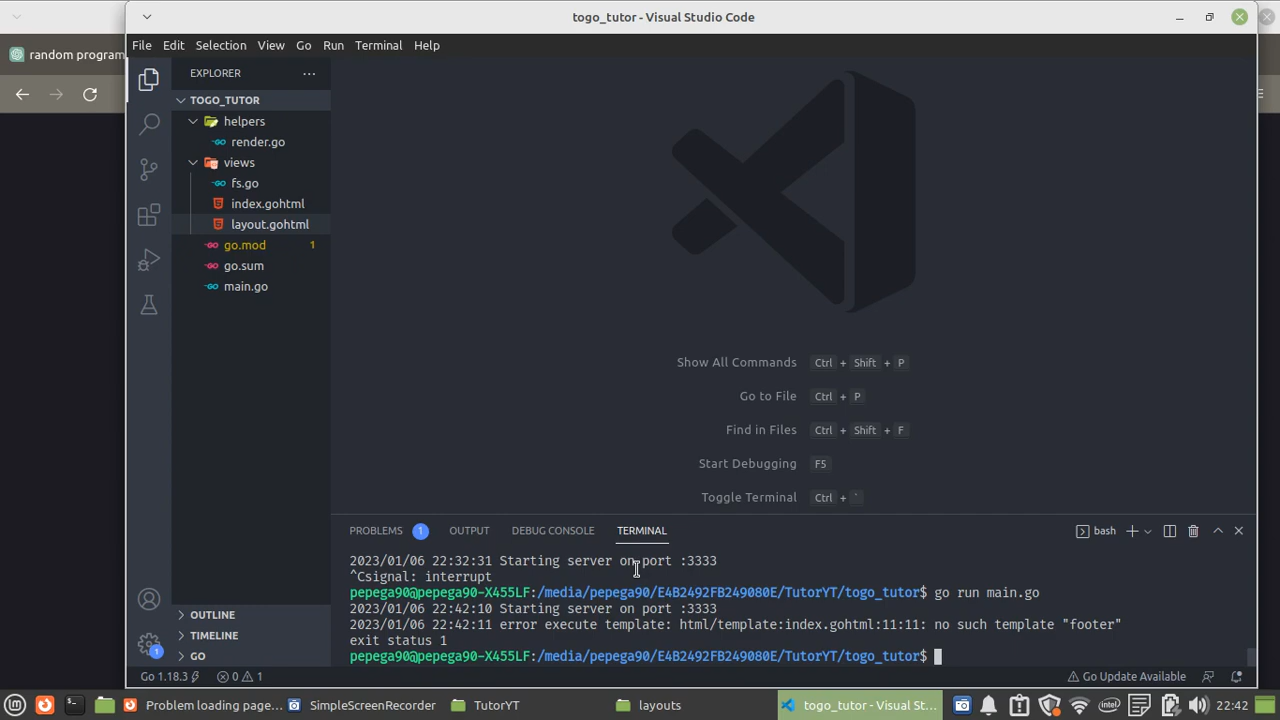 togo_tutor - Visual Studio Code
random program
File Edit Selection View Go Run Terminal Help
EXPLORER
TOGO_TUTOR
helpers
render.go
views
fs.go
index.gohtml
layout.gohtml
go.mod 1
go.sum
main.go
Show All Commands Ctrl + Shift + P
Go to File Ctrl + P
Find in Files Ctrl + Shift + F
Start Debugging F5
Toggle Terminal Ctrl + `
PROBLEMS 1 OUTPUT DEBUG CONSOLE TERMINAL bash
2023/01/06 22:32:31 Starting server on port :3333
^Csignal: interrupt
pepega90@pepega90-X455LF:/media/pepega90/E4B2492FB249080E/TutorYT/togo_tutor$ go run main.go
2023/01/06 22:42:10 Starting server on port :3333
2023/01/06 22:42:11 error execute template: html/template:index.gohtml:11:11: no such template "footer"
exit status 1
pepega90@pepega90-X455LF:/media/pepega90/E4B2492FB249080E/TutorYT/togo_tutor$
OUTLINE
TIMELINE
GO
1
Go 1.18.3 0 1 Go Update Available
Problem loading page... SimpleScreenRecorder TutorYT layouts togo_tutor - Visual St... 22:42